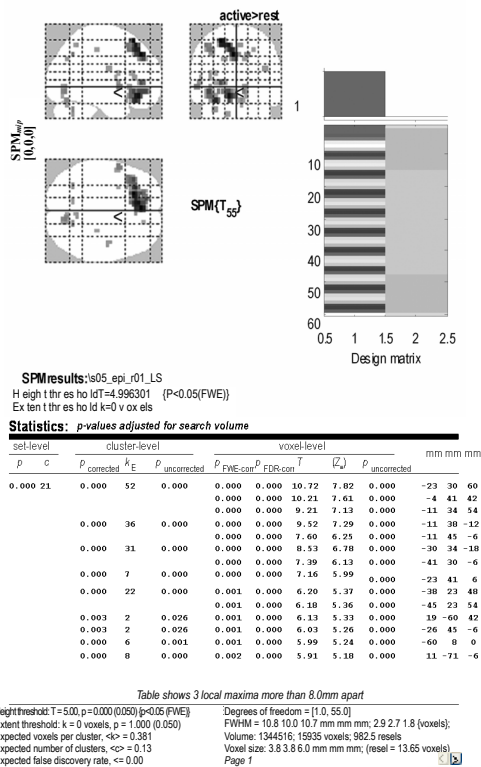 active>rest
SPMmip
[0,0,0]
<
<
<
SPM{T55}
1
10
20
30
40
50
60
0.5 1 1.5 2 2.5
Design matrix
SPMresults:.\s05_epi_r01_LS
H eigh t thr es ho ldT=4.996301 {P<0.05(FWE)}
Ex ten t thr es ho ld k=0 v ox els
Statistics: p-values adjusted for search volume
set-level cluster-level voxel-level mm mm mm
p c p corrected kE p uncorrected p FWE-corr p FDR-corr T (Z≡) p uncorrected
0.000 21 0.000 52 0.000 0.000 0.000 10.72 7.82 0.000 -23 30 60
0.000 0.000 10.21 7.61 0.000 -4 41 42
0.000 0.000 9.21 7.13 0.000 -11 34 54
0.000 36 0.000 0.000 0.000 9.52 7.29 0.000 -11 38 -12
0.000 0.000 7.60 6.25 0.000 -11 45 -6
0.000 31 0.000 0.000 0.000 8.53 6.78 0.000 -30 34 -18
0.000 0.000 7.39 6.13 0.000 -41 30 -6
0.000 7 0.000 0.000 0.000 7.16 5.99 0.000 -23 41 6
0.000 22 0.000 0.001 0.000 6.20 5.37 0.000 -38 23 48
0.001 0.000 6.18 5.36 0.000 -45 23 54
0.003 2 0.026 0.001 0.000 6.13 5.33 0.000 19 -60 42
0.003 2 0.026 0.001 0.000 6.03 5.26 0.000 -26 45 -6
0.000 6 0.001 0.001 0.000 5.99 5.24 0.000 -60 8 0
0.000 8 0.000 0.002 0.000 5.91 5.18 0.000 11 -71 -6
Table shows 3 local maxima more than 8.0mm apart
eight threshold: T = 5.00, p = 0.000 (0.050) {p<0.05 (FWE)}
xtent threshold: k = 0 voxels, p = 1.000 (0.050)
xpected voxels per cluster, <k> = 0.381
xpected number of clusters, <c> = 0.13
xpected false discovery rate, <= 0.00
Degrees of freedom = [1.0, 55.0]
FWHM = 10.8 10.0 10.7 mm mm mm; 2.9 2.7 1.8 {voxels};
Volume: 1344516; 15935 voxels; 982.5 resels
Voxel size: 3.8 3.8 6.0 mm mm mm; (resel = 13.65 voxels)
Page 1